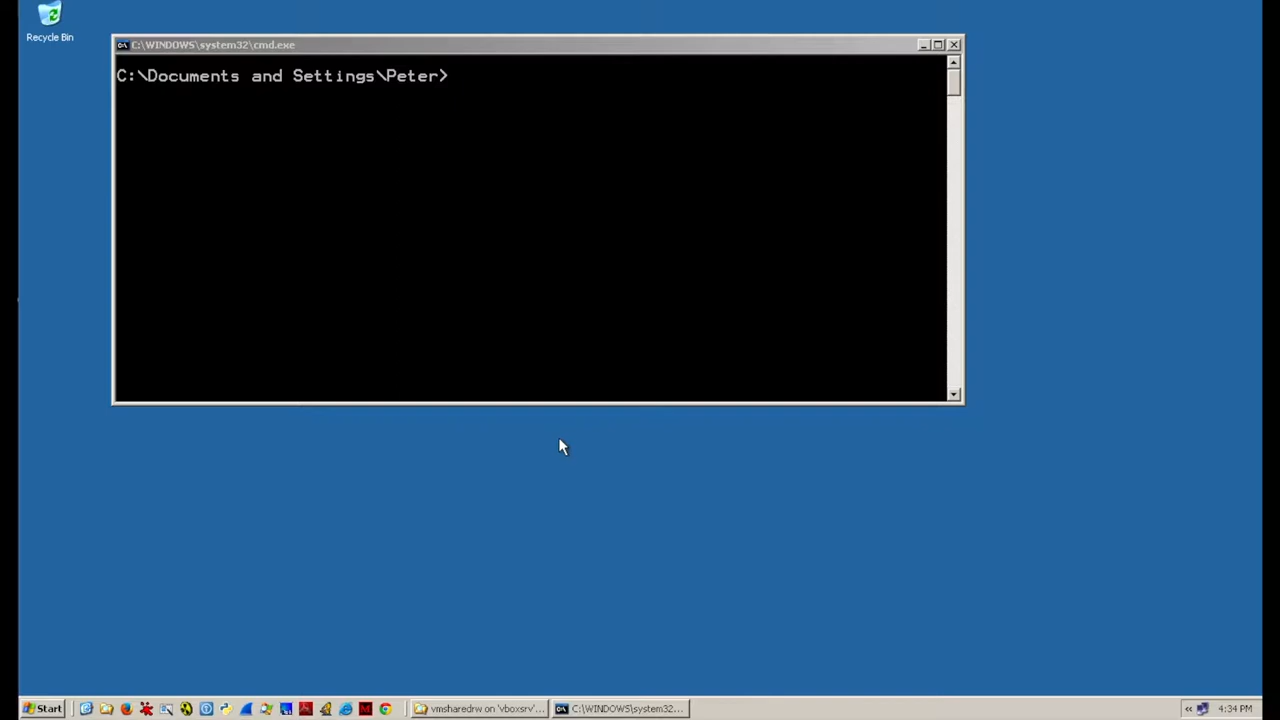 Recycle Bin
C:\WINDOWS\system32\cmd.exe
C:\Documents and Settings\Peter>
Start
vmsharedrw on 'vboxsrv'...
C:\WINDOWS\system32...
4:34 PM